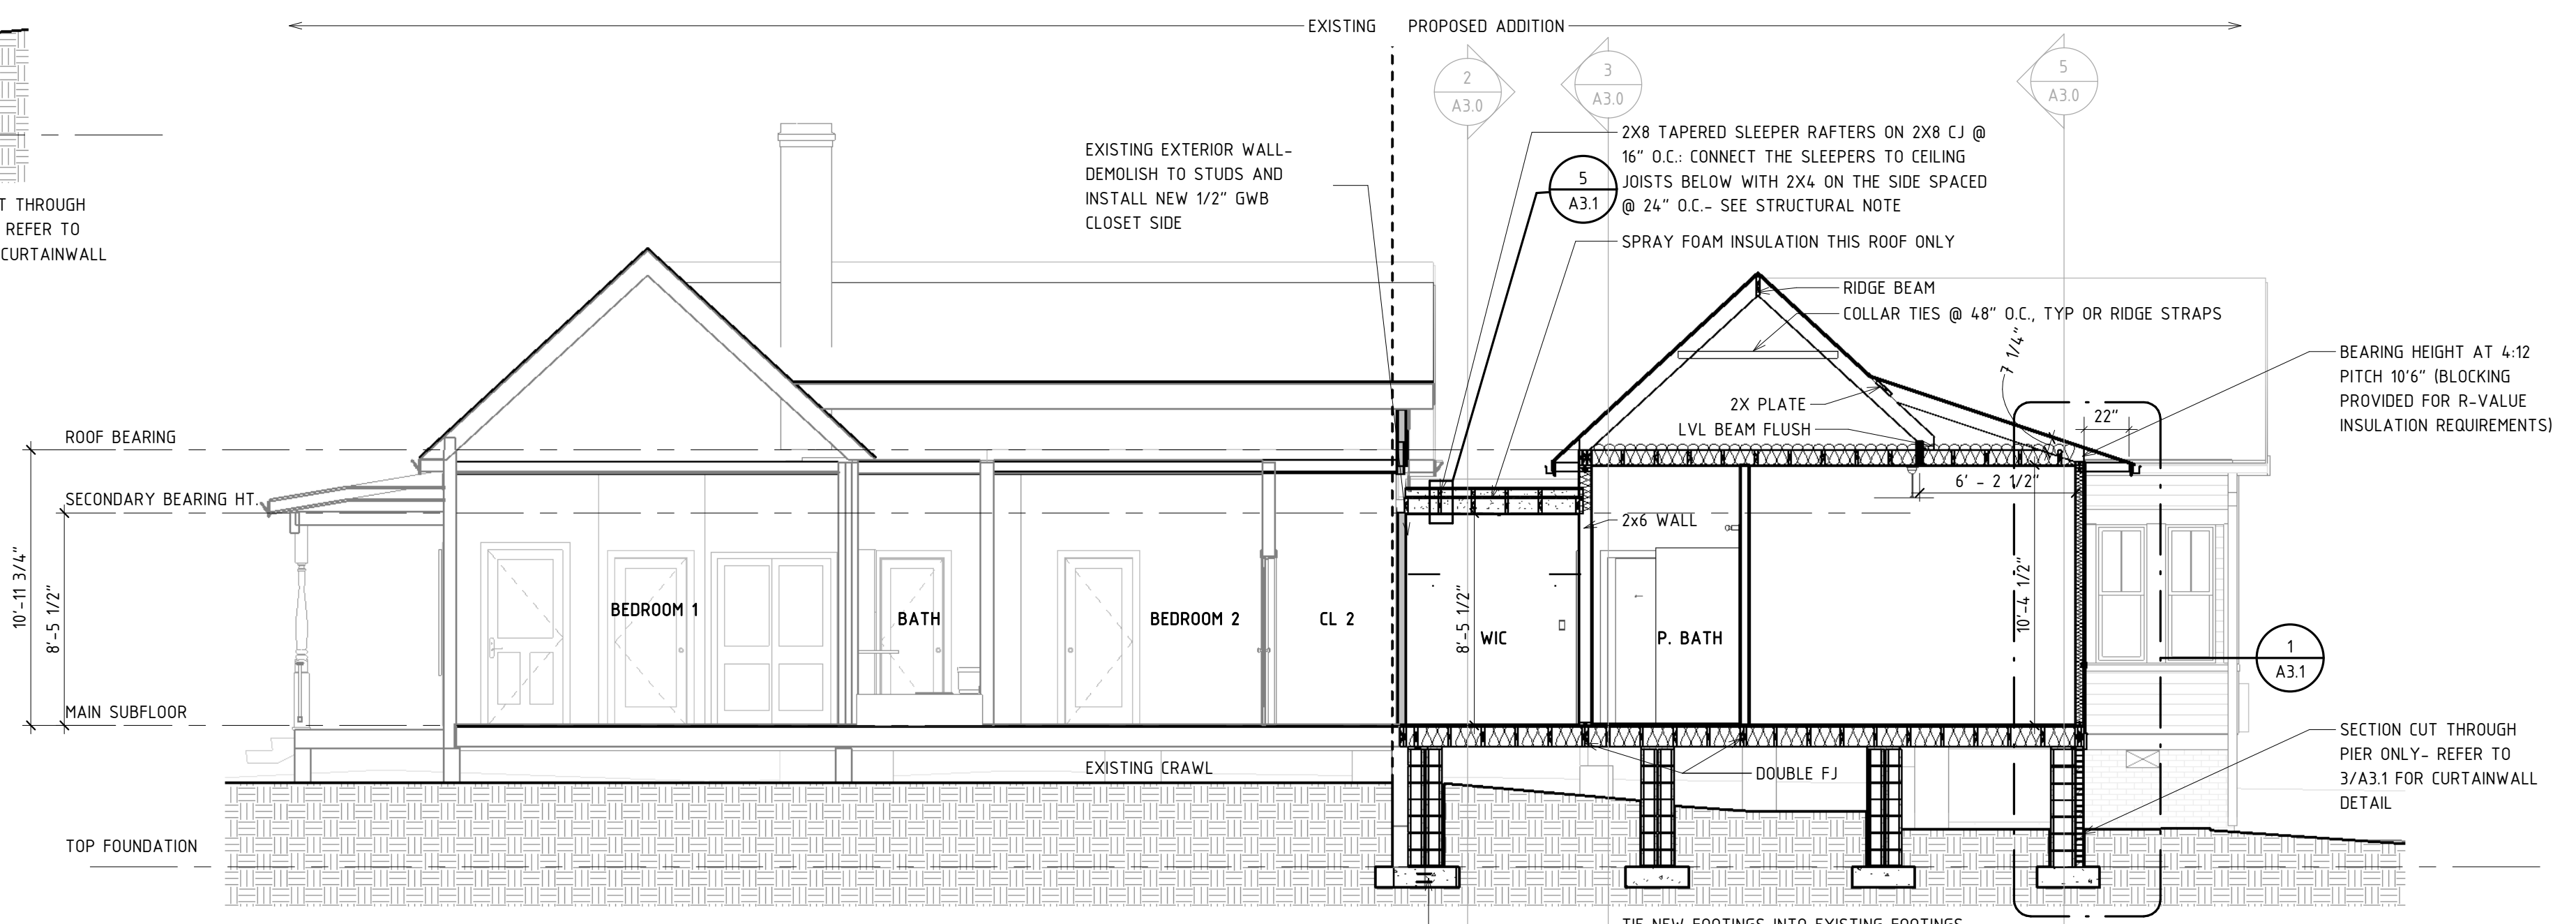 EXISTING
PROPOSED ADDITION
2
A3.0
3
A3.0
5
A3.0
T THROUGH
REFER TO
CURTAINWALL
EXISTING EXTERIOR WALL-
DEMOLISH TO STUDS AND
INSTALL NEW 1/2" GWB
CLOSET SIDE
5
A3.1
2X8 TAPERED SLEEPER RAFTERS ON 2X8 CJ @
16" O.C.: CONNECT THE SLEEPERS TO CEILING
JOISTS BELOW WITH 2X4 ON THE SIDE SPACED
@ 24" O.C.- SEE STRUCTURAL NOTE
SPRAY FOAM INSULATION THIS ROOF ONLY
RIDGE BEAM
COLLAR TIES @ 48" O.C., TYP OR RIDGE STRAPS
7 1/4"
BEARING HEIGHT AT 4:12
PITCH 10'6" (BLOCKING
PROVIDED FOR R-VALUE
INSULATION REQUIREMENTS)
2X PLATE
LVL BEAM FLUSH
22"
ROOF BEARING
SECONDARY BEARING HT.
6' - 2 1/2"
2x6 WALL
10'-11 3/4"
8'-5 1/2"
BEDROOM 1
BATH
BEDROOM 2
CL 2
8'-5 1/2"
WIC
P. BATH
10'-4 1/2"
1
A3.1
MAIN SUBFLOOR
EXISTING CRAWL
DOUBLE FJ
SECTION CUT THROUGH
PIER ONLY- REFER TO
3/A3.1 FOR CURTAINWALL
DETAIL
TOP FOUNDATION
TIE NEW FOOTINGS INTO EXISTING FOOTINGS